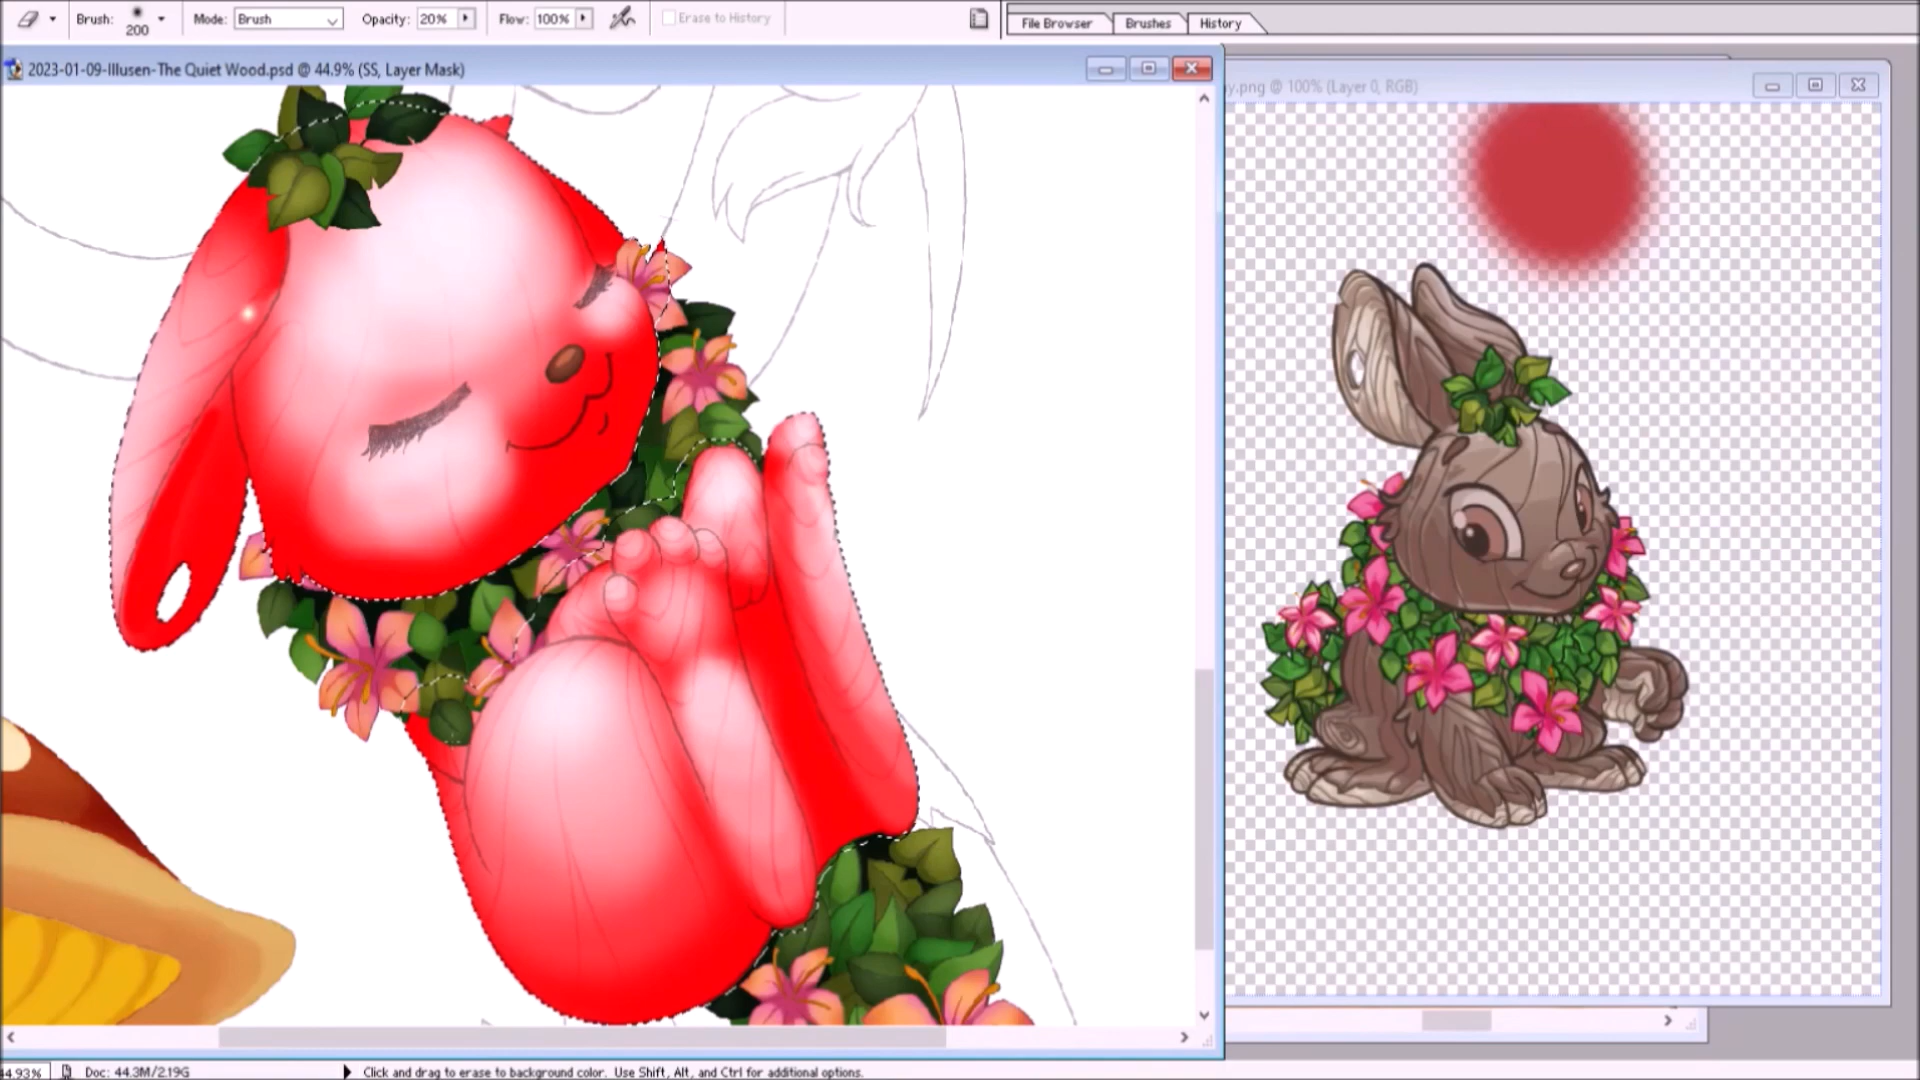 Brush: 200 Mode: Brush Opacity: 20% Flow: 100% Erase to History
File Browser Brushes History
2023-01-09-Illusen-The Quiet Wood.psd @ 44.9% (SS, Layer Mask)
y.png @ 100% (Layer 0, RGB)
44.93% Doc: 44.3M/2.19G Click and drag to erase to background color. Use Shift, Alt, and Ctrl for additional options.